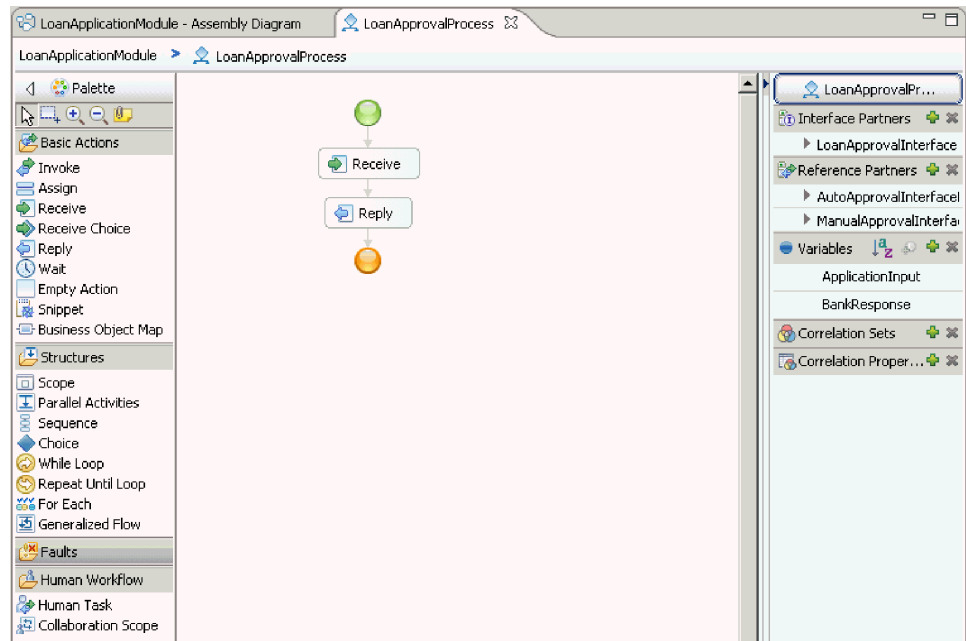 LoanApplicationModule - Assembly Diagram
LoanApprovalProcess
LoanApplicationModule > LoanApprovalProcess
Palette
Basic Actions
Invoke
Assign
Receive
Receive Choice
Reply
Wait
Empty Action
Snippet
Business Object Map
Structures
Scope
Parallel Activities
Sequence
Choice
While Loop
Repeat Until Loop
For Each
Generalized Flow
Faults
Human Workflow
Human Task
Collaboration Scope
Receive
Reply
LoanApprovalPr...
Interface Partners
LoanApprovalInterface
Reference Partners
AutoApprovalInterfacel
ManualApprovalInterfa
Variables
ApplicationInput
BankResponse
Correlation Sets
Correlation Proper...